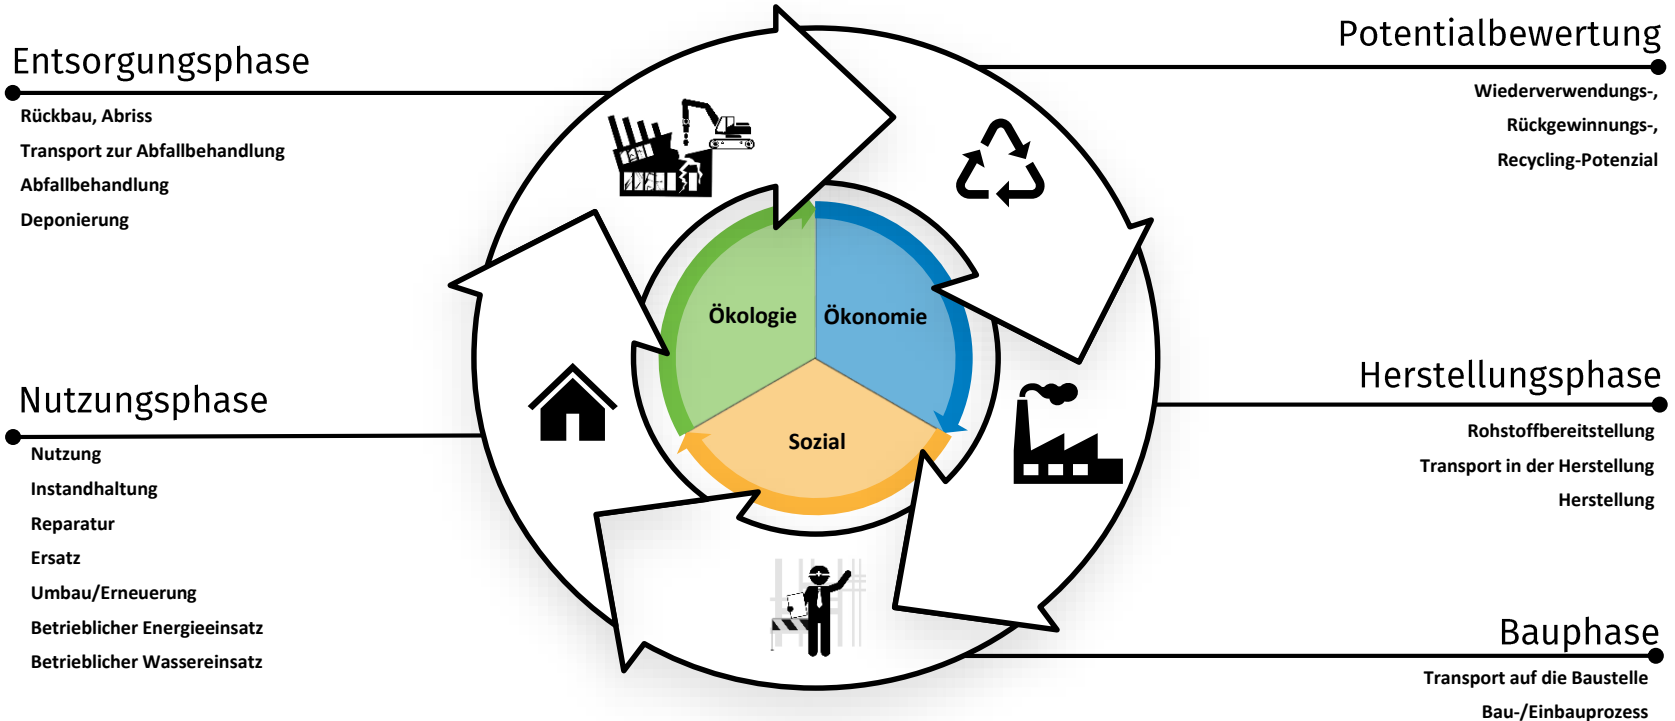 Entsorgungsphase
Rückbau, Abriss
Transport zur Abfallbehandlung
Abfallbehandlung
Deponierung
Potentialbewertung
Wiederverwendungs-,
Rückgewinnungs-,
Recycling-Potenzial
Ökologie
Ökonomie
Sozial
Nutzungsphase
Nutzung
Instandhaltung
Reparatur
Ersatz
Umbau/Erneuerung
Betrieblicher Energieeinsatz
Betrieblicher Wassereinsatz
Herstellungsphase
Rohstoffbereitstellung
Transport in der Herstellung
Herstellung
Bauphase
Transport auf die Baustelle
Bau-/Einbauprozess